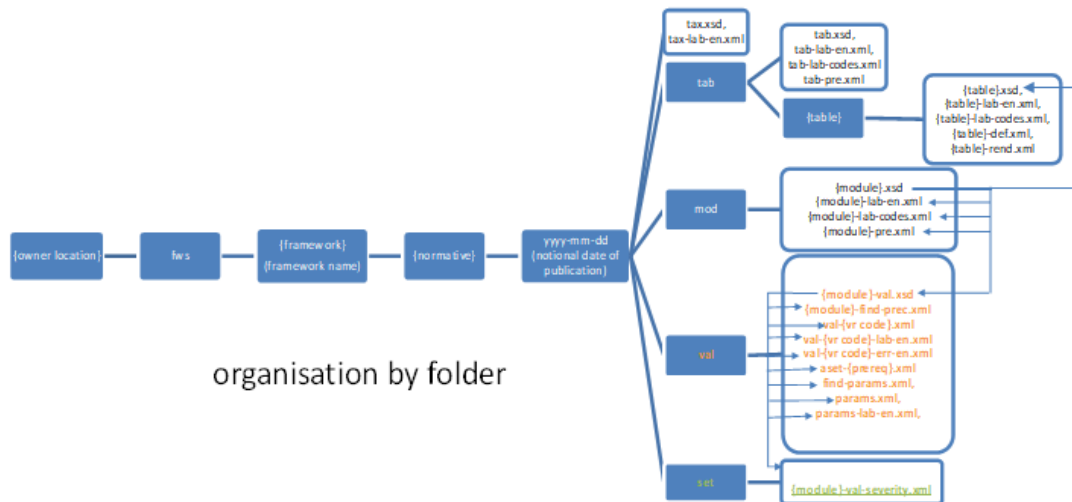 tax.xsd,
tax-lab-en.xml
tab
tab.xsd,
tab-lab-en.xml,
tab-lab-codes.xml
tab-pre.xml
{table}
{table}.xsd,
{table}-lab-en.xml,
{table}-lab-codes.xml,
{table}-def.xml,
{table}-rend.xml
mod
{module}.xsd
{module}-lab-en.xml
{module}-lab-codes.xml
{module}-pre.xml
{owner location}
fws
{framework}
(framework name)
{normative}
yyyy-mm-dd
(notional date of
publication)
val
{module}-val.xsd
{module}-find-prec.xml
val-{vr code}.xml
val-{vr code}-lab-en.xml
val-{vr code}-err-en.xml
aset-{prereq}.xml
find-params.xml,
params.xml,
params-lab-en.xml,
organisation by folder
set
{module}-val-severity.xml